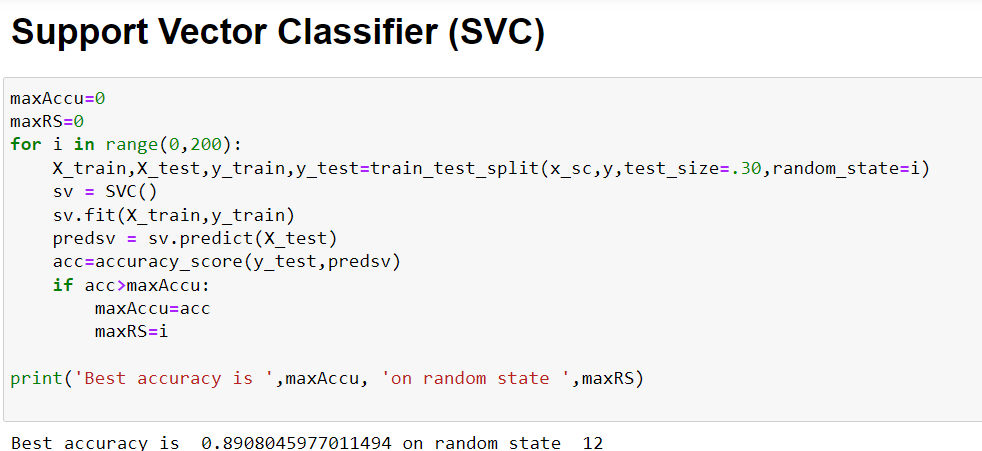 Support Vector Classifier (SVC)
maxAccu=0
maxRS=0
for i in range(0,200):
    X_train,X_test,y_train,y_test=train_test_split(x_sc,y,test_size=.30,random_state=i)
    sv = SVC()
    sv.fit(X_train,y_train)
    predsv = sv.predict(X_test)
    acc=accuracy_score(y_test,predsv)
    if acc>maxAccu:
        maxAccu=acc
        maxRS=i
print('Best accuracy is ',maxAccu, 'on random state ',maxRS)
Best accuracy is  0.8908045977011494 on random state  12